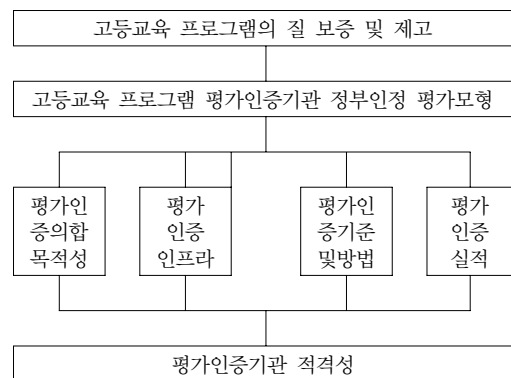 고등교육 프로그램의 질 보증 및 제고
고등교육 프로그램 평가인증기관 정부인정 평가모형
평가인
증의합
목적성
평가
인증
인프라
평가인
증기준
및방법
평가
인증
실적
평가인증기관 적격성